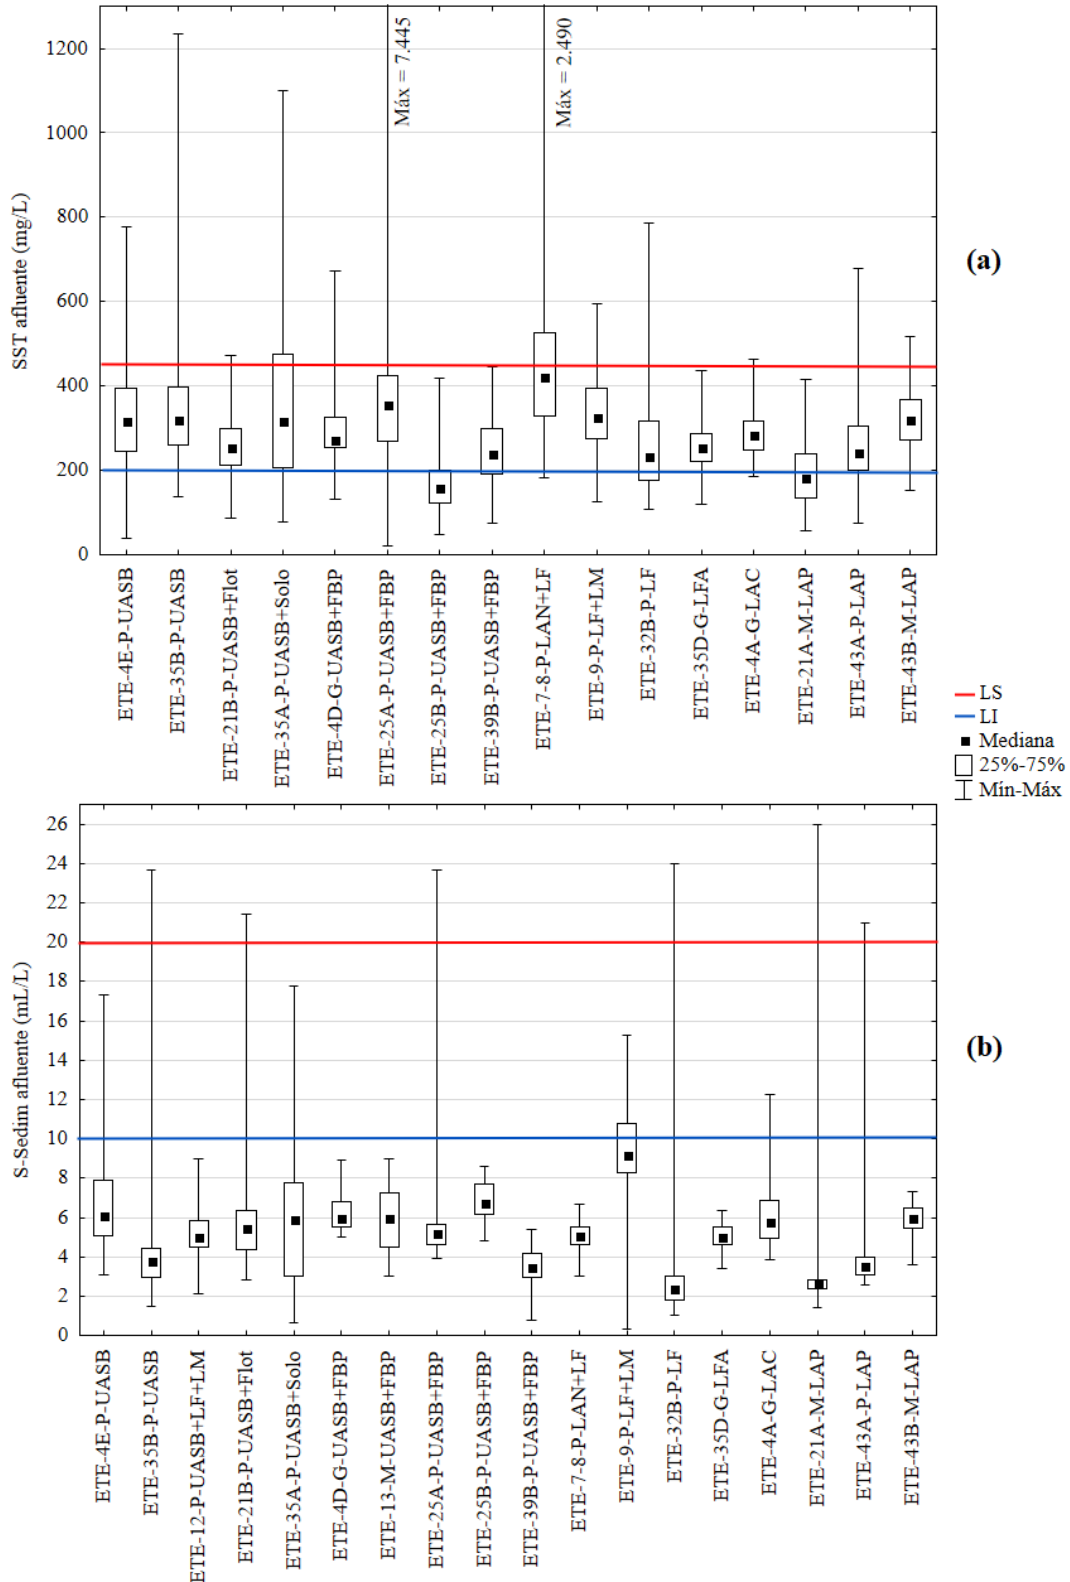 1200
1000
800
600
400
200
0
SST afluente (mg/L)
Máx = 7.445
Máx = 2.490
(a)
ETE-4E-P-UASB
ETE-35B-P-UASB
ETE-21B-P-UASB+Flot
ETE-35A-P-UASB+Solo
ETE-4D-G-UASB+FBP
ETE-25A-P-UASB+FBP
ETE-25B-P-UASB+FBP
ETE-39B-P-UASB+FBP
ETE-7-8-P-LAN+LF
ETE-9-P-LF+LM
ETE-32B-P-LF
ETE-35D-G-LFA
ETE-4A-G-LAC
ETE-21A-M-LAP
ETE-43A-P-LAP
ETE-43B-M-LAP
LS
LI
Mediana
25%-75%
Mín-Máx
26
24
22
20
18
16
14
12
10
8
6
4
2
0
S-Sedim afluente (mL/L)
(b)
ETE-4E-P-UASB
ETE-35B-P-UASB
ETE-12-P-UASB+LF+LM
ETE-21B-P-UASB+Flot
ETE-35A-P-UASB+Solo
ETE-4D-G-UASB+FBP
ETE-13-M-UASB+FBP
ETE-25A-P-UASB+FBP
ETE-25B-P-UASB+FBP
ETE-39B-P-UASB+FBP
ETE-7-8-P-LAN+LF
ETE-9-P-LF+LM
ETE-32B-P-LF
ETE-35D-G-LFA
ETE-4A-G-LAC
ETE-21A-M-LAP
ETE-43A-P-LAP
ETE-43B-M-LAP